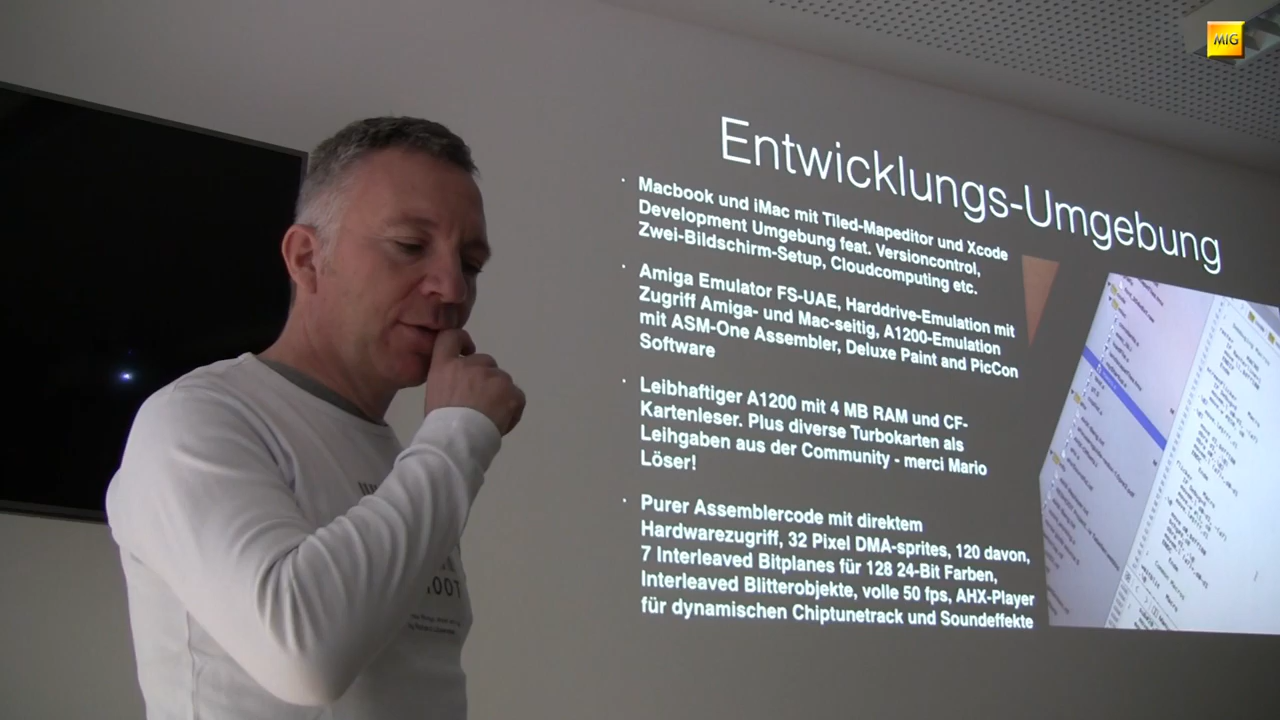 MIG
Entwicklungs-Umgebung
• Macbook und iMac mit Tiled-Mapeditor und Xcode
Development Umgebung feat. Versioncontrol,
Zwei-Bildschirm-Setup, Cloudcomputing etc.
• Amiga Emulator FS-UAE, Harddrive-Emulation mit
Zugriff Amiga- und Mac-seitig, A1200-Emulation
mit ASM-One Assembler, Deluxe Paint and PicCon
Software
• Leibhaftiger A1200 mit 4 MB RAM und CF-
Kartenleser. Plus diverse Turbokarten als
Leihgaben aus der Community - merci Mario
Löser!
• Purer Assemblercode mit direktem
Hardwarezugriff, 32 Pixel DMA-sprites, 120 davon,
7 Interleaved Bitplanes für 128 24-Bit Farben,
Interleaved Blitterobjekte, volle 50 fps, AHX-Player
für dynamischen Chiptunetrack und Soundeffekte